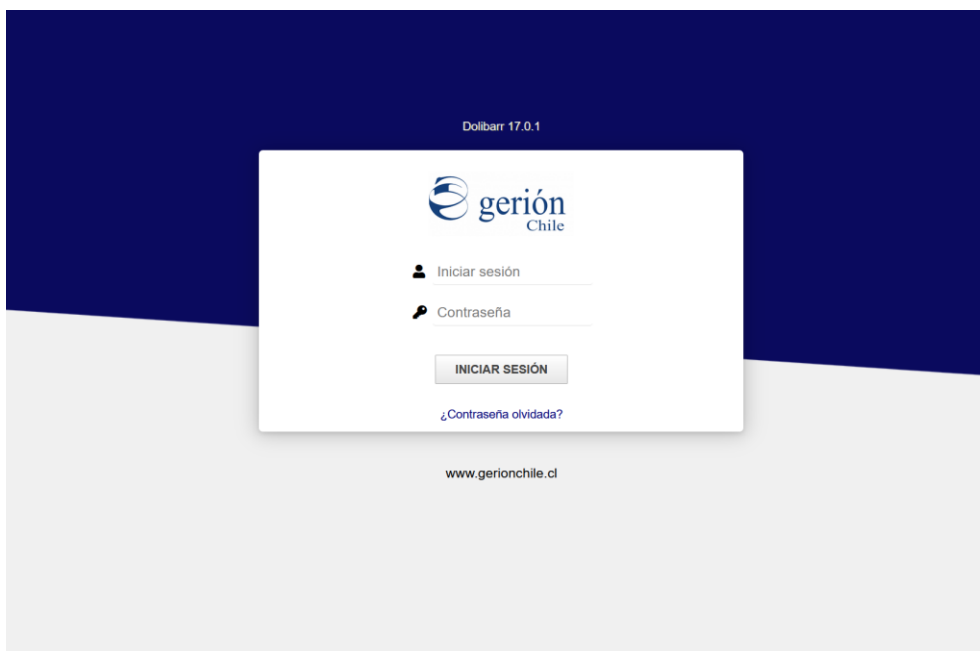 Dolibarr 17.0.1
gerión
Chile
Iniciar sesión
Contraseña
INICIAR SESIÓN
¿Contraseña olvidada?
www.gerionchile.cl